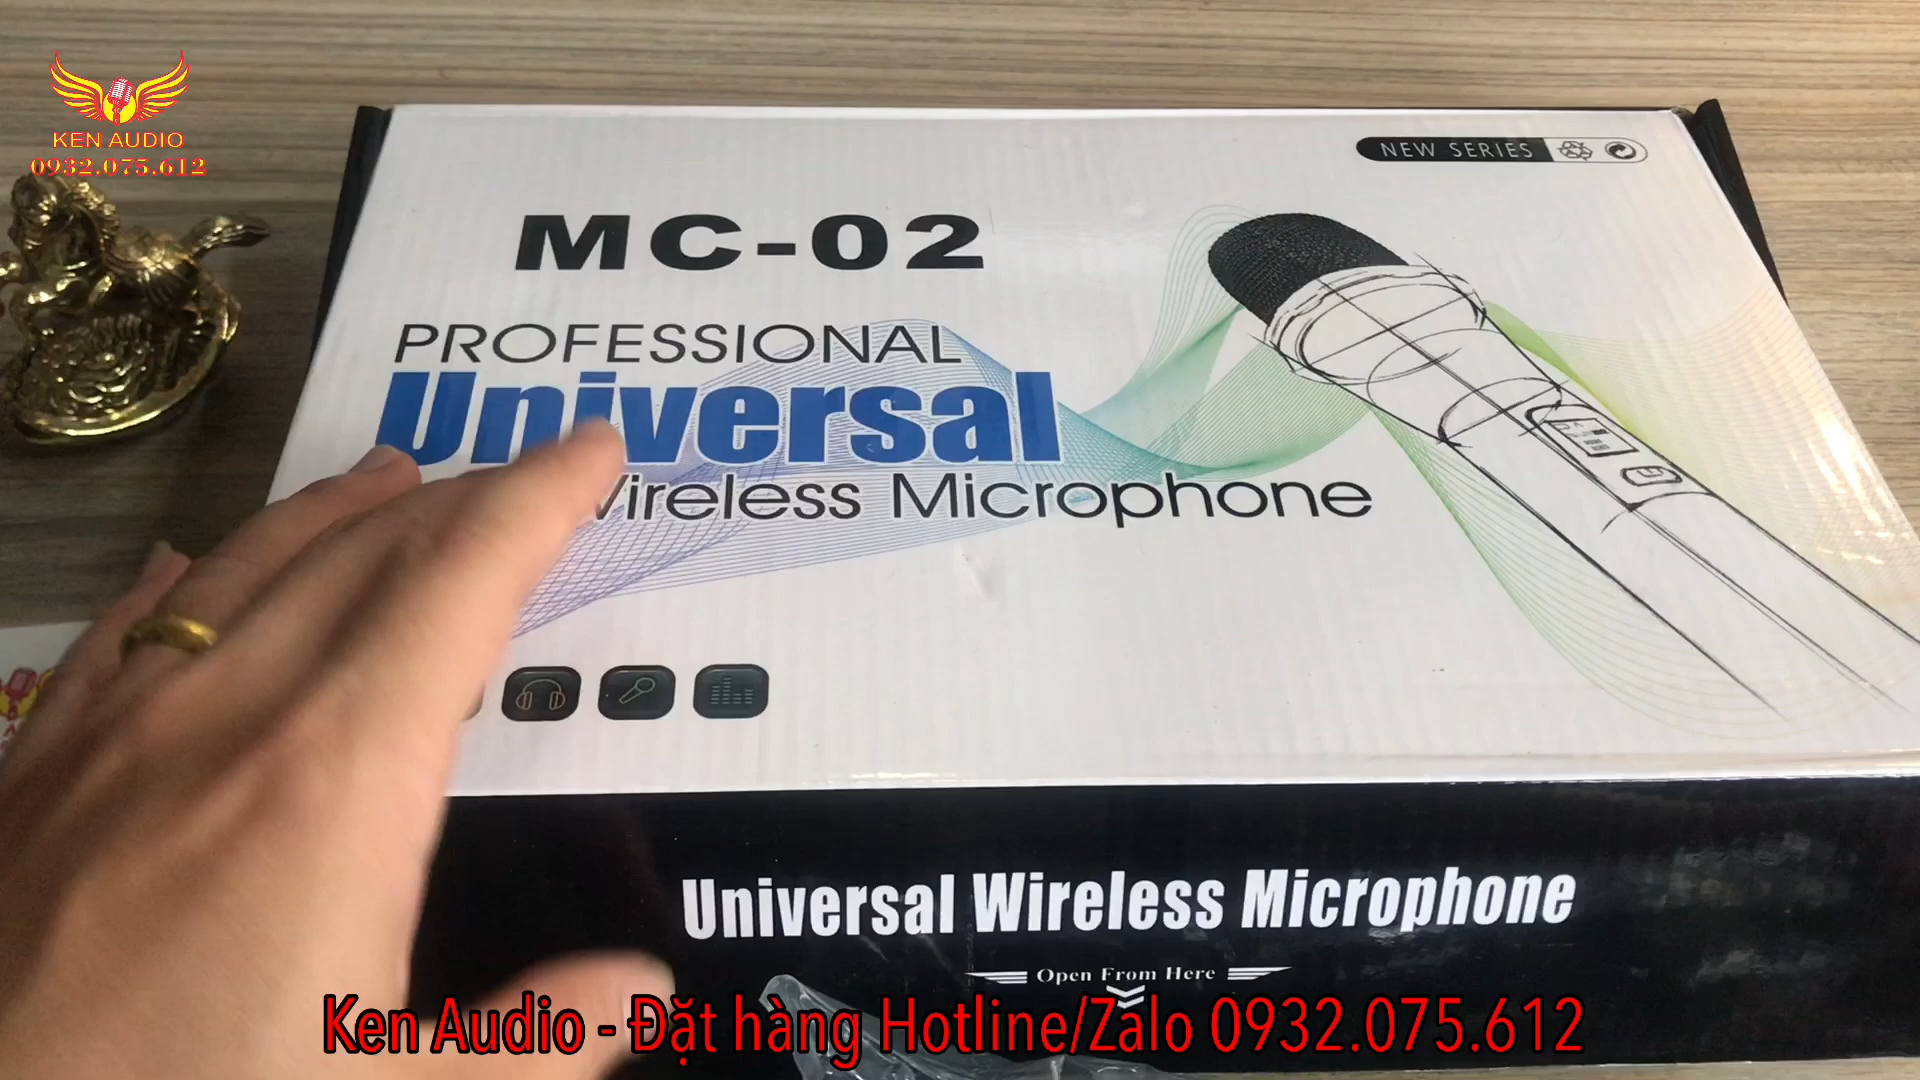 KEN AUDIO
0932.075.612
NEW SERIES
MC-02
PROFESSIONAL
Universal
Wireless Microphone
Universal Wireless Microphone
Open From Here
Ken Audio - Đặt hàng Hotline/Zalo 0932.075.612